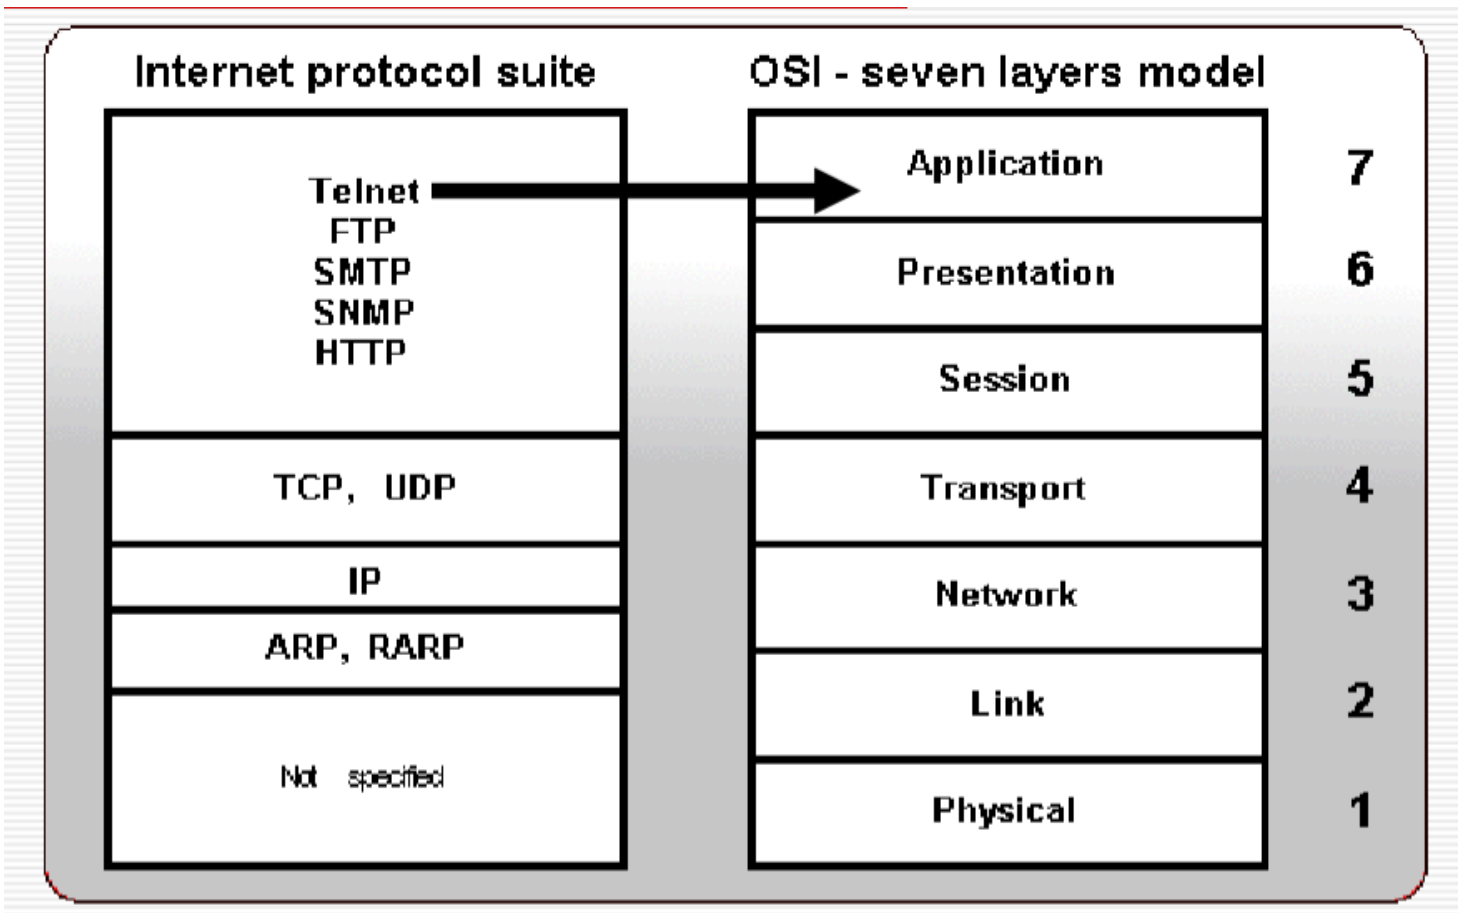 Internet protocol suite
Telnet
FTP
SMTP
SNMP
HTTP
TCP, UDP
IP
ARP, RARP
Not specified
OSI - seven layers model
Application 7
Presentation 6
Session 5
Transport 4
Network 3
Link 2
Physical 1